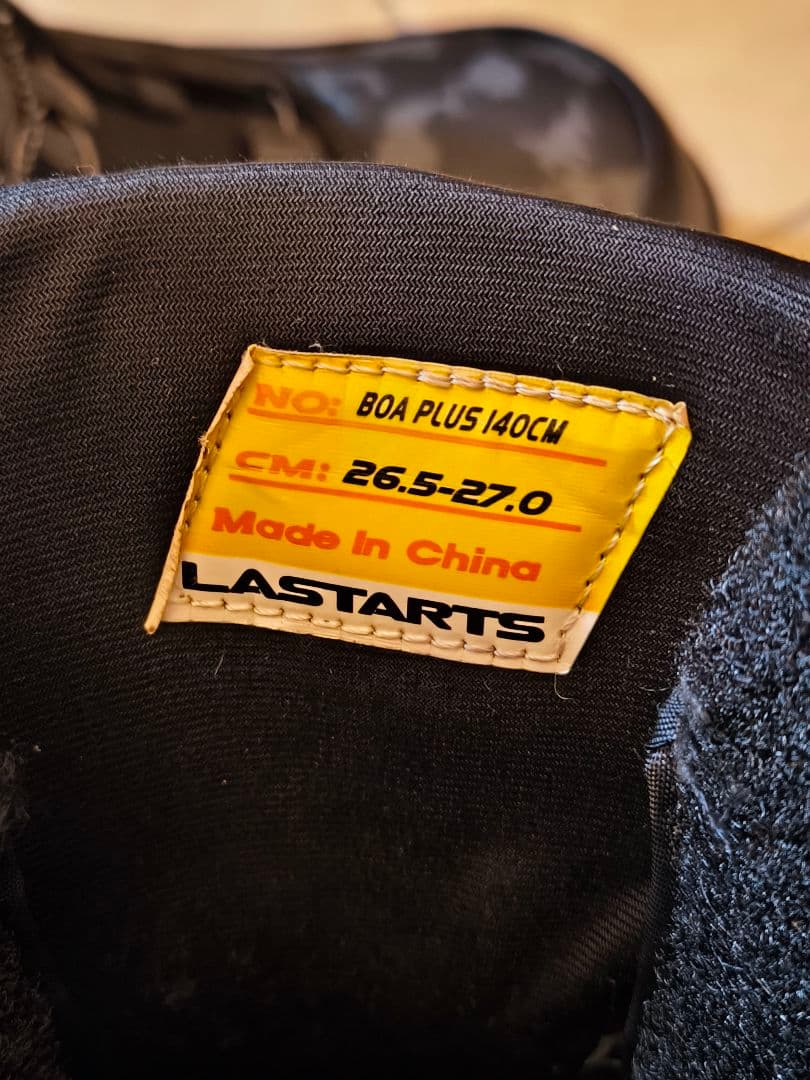 NO: BOA PLUS 140CM
CM: 26.5-27.0
Made In China
LASTARTS